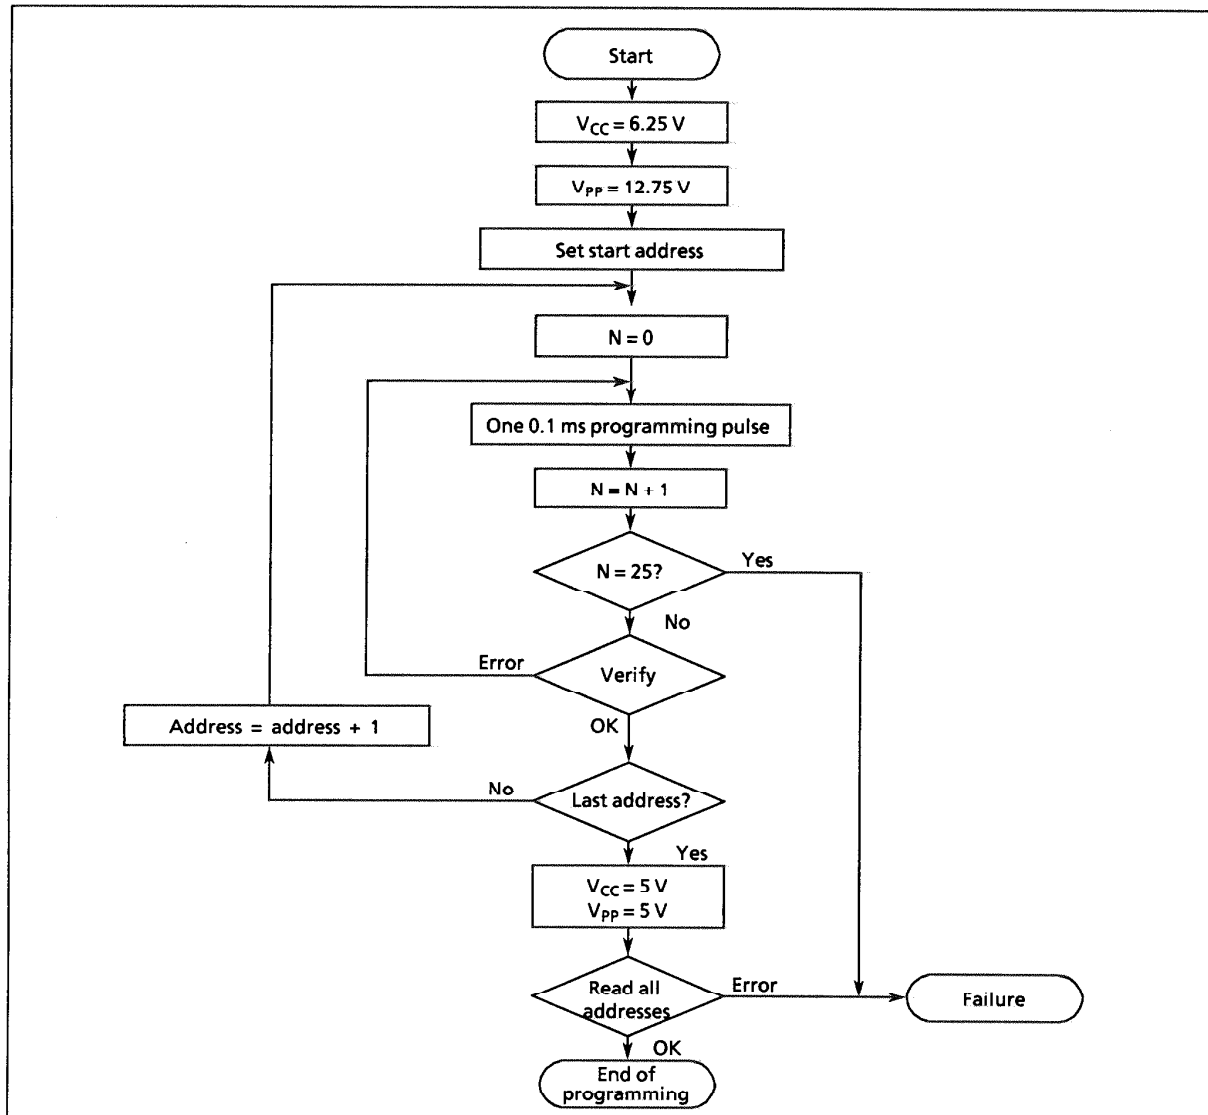 Start
V_CC = 6.25 V
V_PP = 12.75 V
Set start address
N = 0
One 0.1 ms programming pulse
N = N + 1
N = 25?
Yes
No
Verify
Error
OK
Address = address + 1
Last address?
No
Yes
V_CC = 5 V
V_PP = 5 V
Read all
addresses
Error
Failure
OK
End of
programming